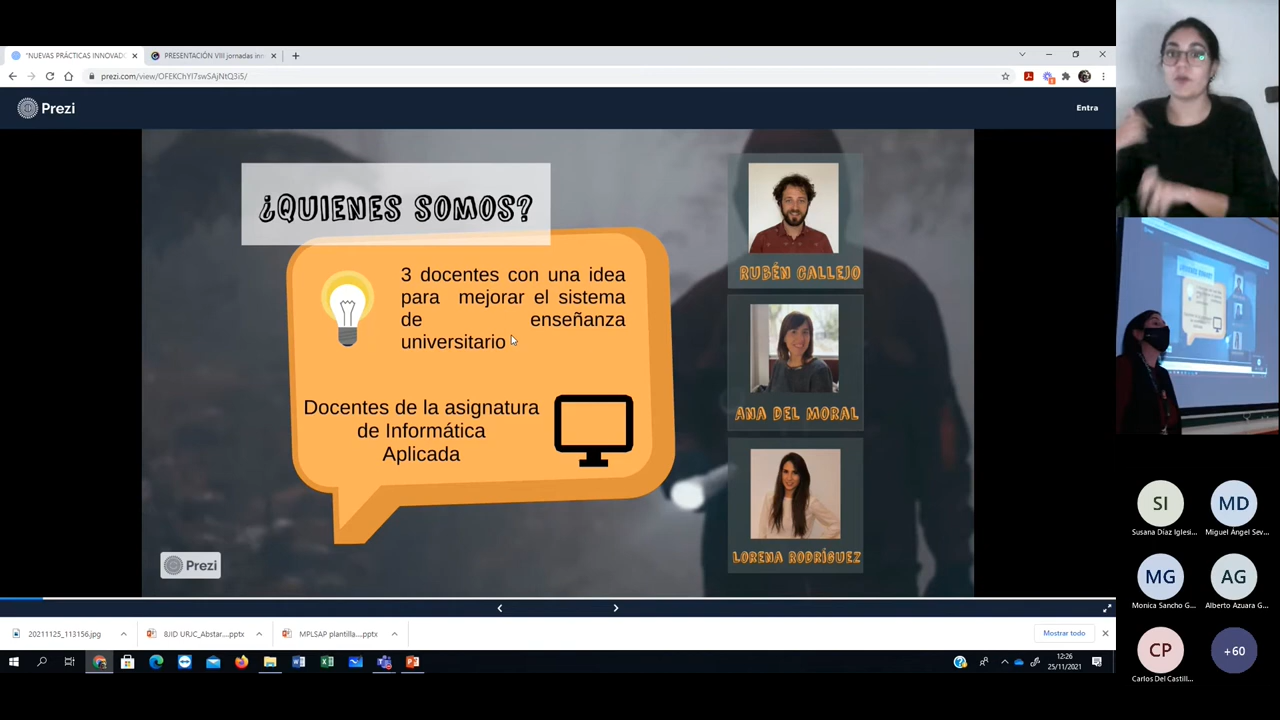 "NUEVAS PRÁCTICAS INNOVAD
PRESENTACIÓN VIII jornadas inn
prezi.com/view/OFEKChYI7swSAjNtQ3i5/
Prezi
Entra
¿QUIENES SOMOS?
3 docentes con una idea
para mejorar el sistema
de enseñanza
universitario
Docentes de la asignatura
de Informática
Aplicada
RUBÉN CALLEJO
ANA DEL MORAL
LORENA RODRÍGUEZ
Prezi
20211125_113156.jpg
8JID URJC_Abstar....pptx
MPLSAP plantilla....pptx
Mostrar todo
12:26
25/11/2021
SI
Susana Díaz Iglesi...
MD
Miguel Angel Sev...
MG
Monica Sancho G...
AG
Alberto Azuara G...
CP
Carlos Del Castill...
+60